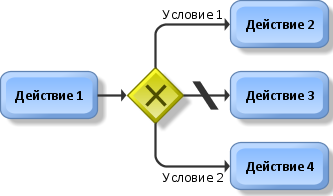 Условие 1
Действие 2
Действие 1
Действие 3
Действие 4
Условие 2